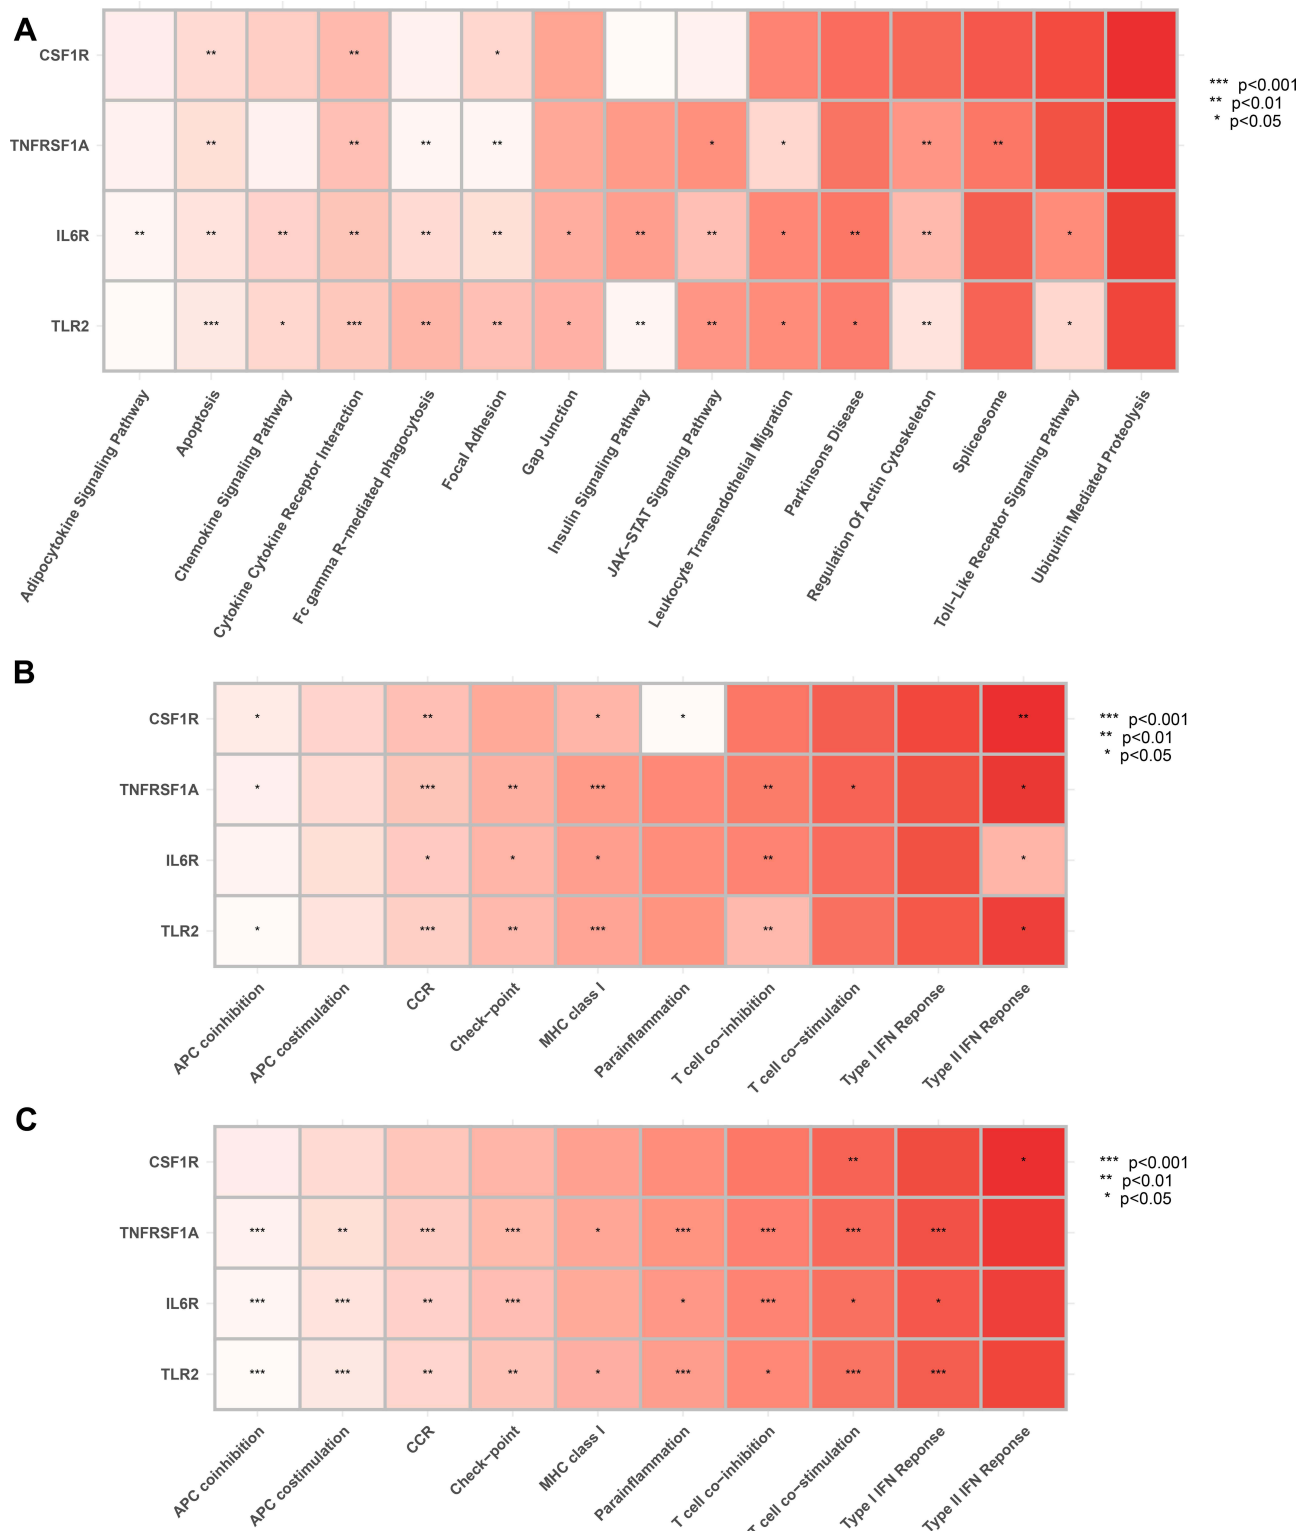 A
CSF1R ** ** *
*** p<0.001
** p<0.01
* p<0.05
TNFRSF1A ** ** ** ** * * ** **
IL6R ** ** ** ** ** ** * ** ** * ** ** *
TLR2 *** * *** ** ** * ** ** * * ** *
Adipocytokine Signaling Pathway
Apoptosis
Chemokine Signaling Pathway
Cytokine Cytokine Receptor Interaction
Fc gamma R−mediated phagocytosis
Focal Adhesion
Gap Junction
Insulin Signaling Pathway
JAK−STAT Signaling Pathway
Leukocyte Transendothelial Migration
Parkinsons Disease
Regulation Of Actin Cytoskeleton
Spliceosome
Toll−Like Receptor Signaling Pathway
Ubiquitin Mediated Proteolysis
B
CSF1R * ** * * **
*** p<0.001
** p<0.01
* p<0.05
TNFRSF1A * *** ** *** ** * *
IL6R * * * ** *
TLR2 * *** ** *** ** *
APC coinhibition
APC costimulation
CCR
Check−point
MHC class I
Parainflammation
T cell co−inhibition
T cell co−stimulation
Type I IFN Reponse
Type II IFN Reponse
C
CSF1R ** *
*** p<0.001
** p<0.01
* p<0.05
TNFRSF1A *** ** *** *** * *** *** *** ***
IL6R *** *** ** *** * *** * *
TLR2 *** *** ** ** * *** * *** ***
APC coinhibition
APC costimulation
CCR
Check−point
MHC class I
Parainflammation
T cell co−inhibition
T cell co−stimulation
Type I IFN Reponse
Type II IFN Reponse